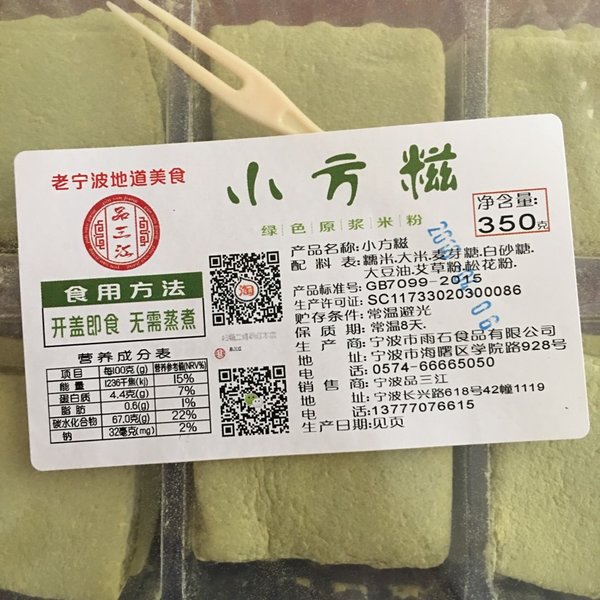 老宁波地道美食
品三江
小方糍
绿色原浆米粉
净含量:
350克
食用方法
开盖即食 无需蒸煮
营养成分表
项目 每100克(g) 营养参考值(NRV%)
能量 1236千焦(kj) 15%
蛋白质 4.4克(g) 7%
脂肪 0.6(g) 1%
碳水化合物 67.0克(g) 22%
钠 32毫克(mg) 2%
淘
产品名称:小方糍
配料表:糯米.大米.麦芽糖.白砂糖.
大豆油.艾草粉.松花粉.
产品标准号:GB7099-2015
生产许可证:SC11733020300086
贮存条件:常温避光
保质期:常温8天.
生产商:宁波市雨石食品有限公司
地址:宁波市海曙区学院路928号
电话:0574-66665050
销售商:宁波品三江
地址:宁波长兴路618号42幢1119
电话:13777076615
生产日期:见页